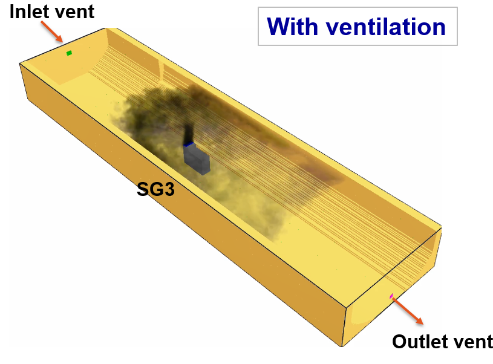 Inlet vent
With ventilation
SG3
Outlet vent